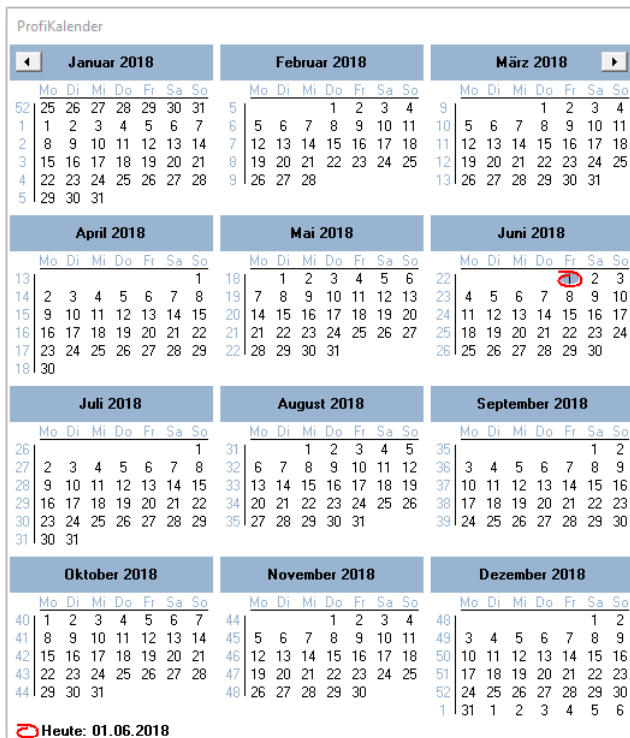 ProfiKalender
Januar 2018
Mo Di Mi Do Fr Sa So
52 25 26 27 28 29 30 31
1 1 2 3 4 5 6 7
2 8 9 10 11 12 13 14
3 15 16 17 18 19 20 21
4 22 23 24 25 26 27 28
5 29 30 31
Februar 2018
Mo Di Mi Do Fr Sa So
5 1 2 3 4
6 5 6 7 8 9 10 11
7 12 13 14 15 16 17 18
8 19 20 21 22 23 24 25
9 26 27 28
März 2018
Mo Di Mi Do Fr Sa So
9 1 2 3 4
10 5 6 7 8 9 10 11
11 12 13 14 15 16 17 18
12 19 20 21 22 23 24 25
13 26 27 28 29 30 31
April 2018
Mo Di Mi Do Fr Sa So
13 1
14 2 3 4 5 6 7 8
15 9 10 11 12 13 14 15
16 16 17 18 19 20 21 22
17 23 24 25 26 27 28 29
18 30
Mai 2018
Mo Di Mi Do Fr Sa So
18 1 2 3 4 5 6
19 7 8 9 10 11 12 13
20 14 15 16 17 18 19 20
21 21 22 23 24 25 26 27
22 28 29 30 31
Juni 2018
Mo Di Mi Do Fr Sa So
22 1 2 3
23 4 5 6 7 8 9 10
24 11 12 13 14 15 16 17
25 18 19 20 21 22 23 24
26 25 26 27 28 29 30
Juli 2018
Mo Di Mi Do Fr Sa So
26 1
27 2 3 4 5 6 7 8
28 9 10 11 12 13 14 15
29 16 17 18 19 20 21 22
30 23 24 25 26 27 28 29
31 30 31
August 2018
Mo Di Mi Do Fr Sa So
31 1 2 3 4 5
32 6 7 8 9 10 11 12
33 13 14 15 16 17 18 19
34 20 21 22 23 24 25 26
35 27 28 29 30 31
September 2018
Mo Di Mi Do Fr Sa So
35 1 2
36 3 4 5 6 7 8 9
37 10 11 12 13 14 15 16
38 17 18 19 20 21 22 23
39 24 25 26 27 28 29 30
Oktober 2018
Mo Di Mi Do Fr Sa So
40 1 2 3 4 5 6 7
41 8 9 10 11 12 13 14
42 15 16 17 18 19 20 21
43 22 23 24 25 26 27 28
44 29 30 31
November 2018
Mo Di Mi Do Fr Sa So
44 1 2 3 4
45 5 6 7 8 9 10 11
46 12 13 14 15 16 17 18
47 19 20 21 22 23 24 25
48 26 27 28 29 30
Dezember 2018
Mo Di Mi Do Fr Sa So
48 1 2
49 3 4 5 6 7 8 9
50 10 11 12 13 14 15 16
51 17 18 19 20 21 22 23
52 24 25 26 27 28 29 30
1 31 1 2 3 4 5 6
Heute: 01.06.2018